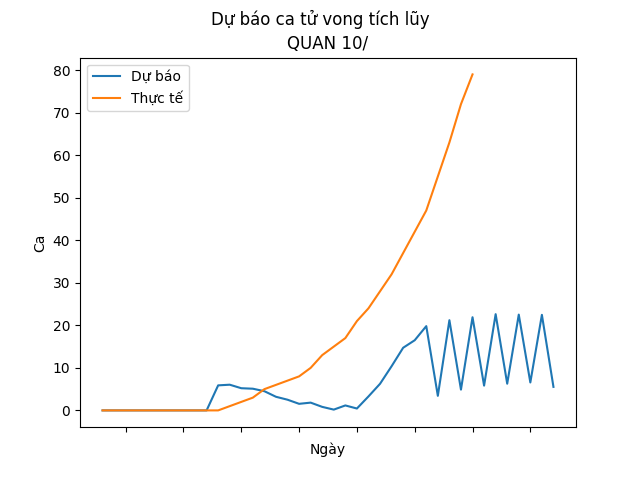 Dự báo ca tử vong tích lũy
QUAN 10/
Dự báo
Thực tế
80
70
60
50
40
30
20
10
0
Ca
Ngày